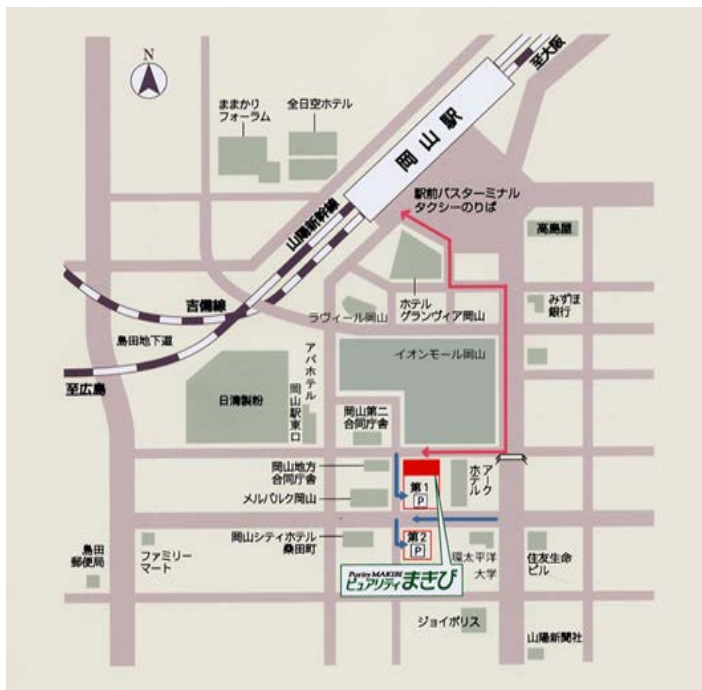 N
至大阪
ままかり
フォーラム
全日空ホテル
岡山駅
駅前バスターミナル
タクシーのりば
山陽新幹線
高島屋
吉備線
ホテル
グランヴィア岡山
みずほ
銀行
ラヴィール岡山
島田地下道
アパホテル
岡山駅東口
イオンモール岡山
至広島
日清製粉
岡山第二
合同庁舎
岡山地方
合同庁舎
第1
P
アーク
ホテル
メルパルク岡山
島田
郵便局
ファミリー
マート
岡山シティホテル
桑田町
第2
P
環太平洋
大学
住友生命
ビル
Purity MAKIBI
ピュアリティまきび
ジョイポリス
山陽新聞社